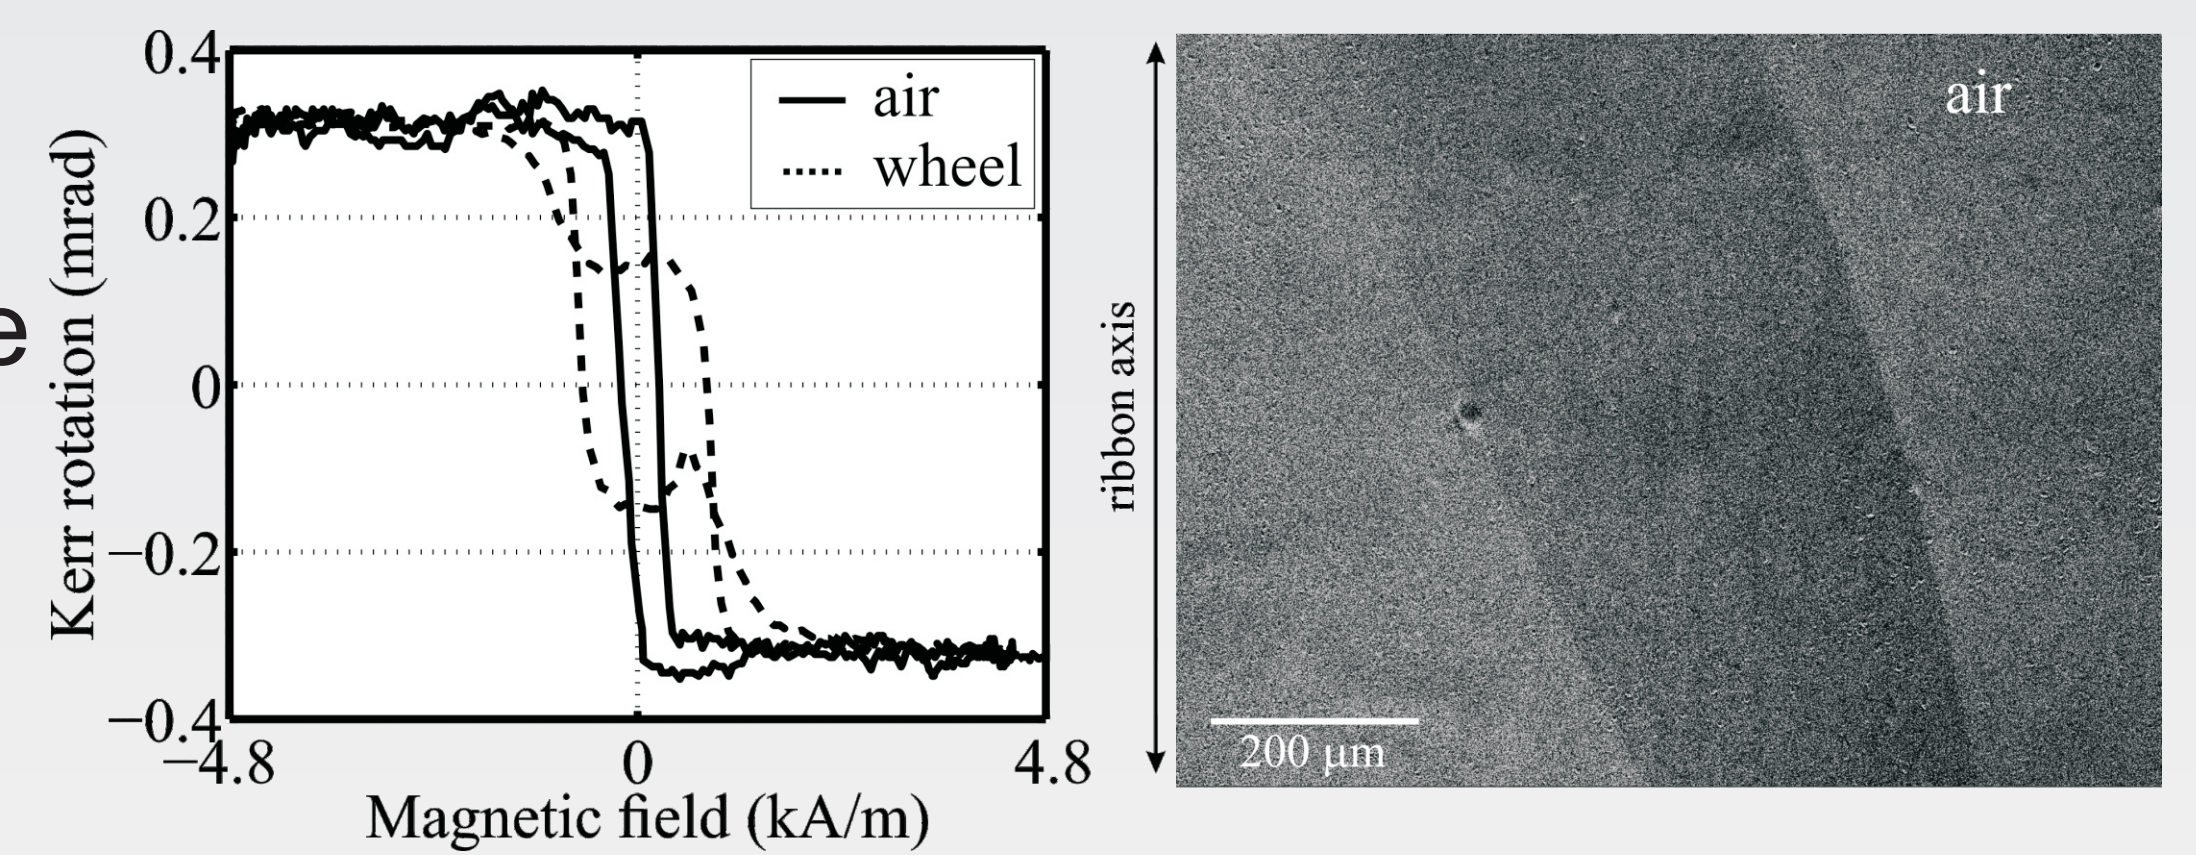 e
Kerr rotation (mrad)
0.4
0.2
0
−0.2
−0.4
−4.8
0
4.8
Magnetic field (kA/m)
air
wheel
ribbon axis
air
200 μm